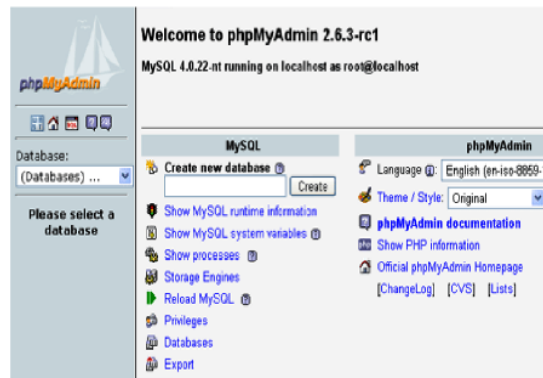 phpMyAdmin
Database:
(Databases) ...
Please select a
database
Welcome to phpMyAdmin 2.6.3-rc1
MySQL 4.0.22-nt running on localhost as root@localhost
MySQL
Create new database
Create
Show MySQL runtime information
Show MySQL system variables
Show processes
Storage Engines
Reload MySQL
Privileges
Databases
Export
phpMyAdmin
Language: English (en-iso-8859-
Theme / Style: Original
phpMyAdmin documentation
Show PHP information
Official phpMyAdmin Homepage
[ChangeLog] [CVS] [Lists]